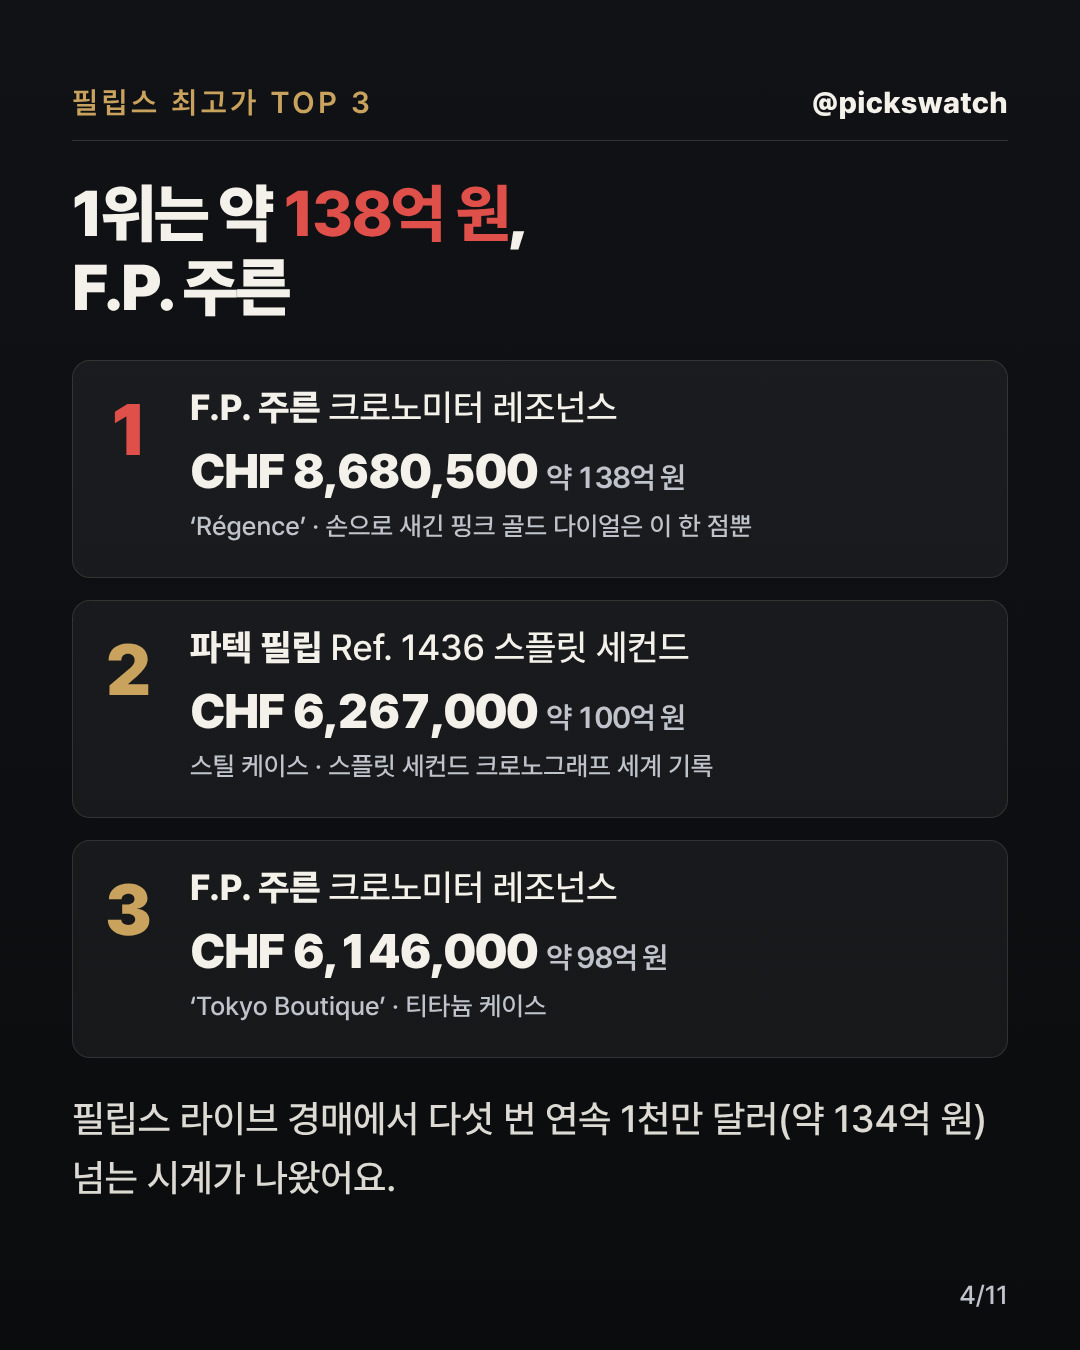 필립스 최고가 TOP 3
@pickswatch
1위는 약 138억 원,
F.P. 주른
1
F.P. 주른 크로노미터 레조넌스
CHF 8,680,500 약 138억 원
‘Régence’ · 손으로 새긴 핑크 골드 다이얼은 이 한 점뿐
2
파텍 필립 Ref. 1436 스플릿 세컨드
CHF 6,267,000 약 100억 원
스틸 케이스 · 스플릿 세컨드 크로노그래프 세계 기록
3
F.P. 주른 크로노미터 레조넌스
CHF 6,146,000 약 98억 원
‘Tokyo Boutique’ · 티타늄 케이스
필립스 라이브 경매에서 다섯 번 연속 1천만 달러(약 134억 원)
넘는 시계가 나왔어요.
4/11